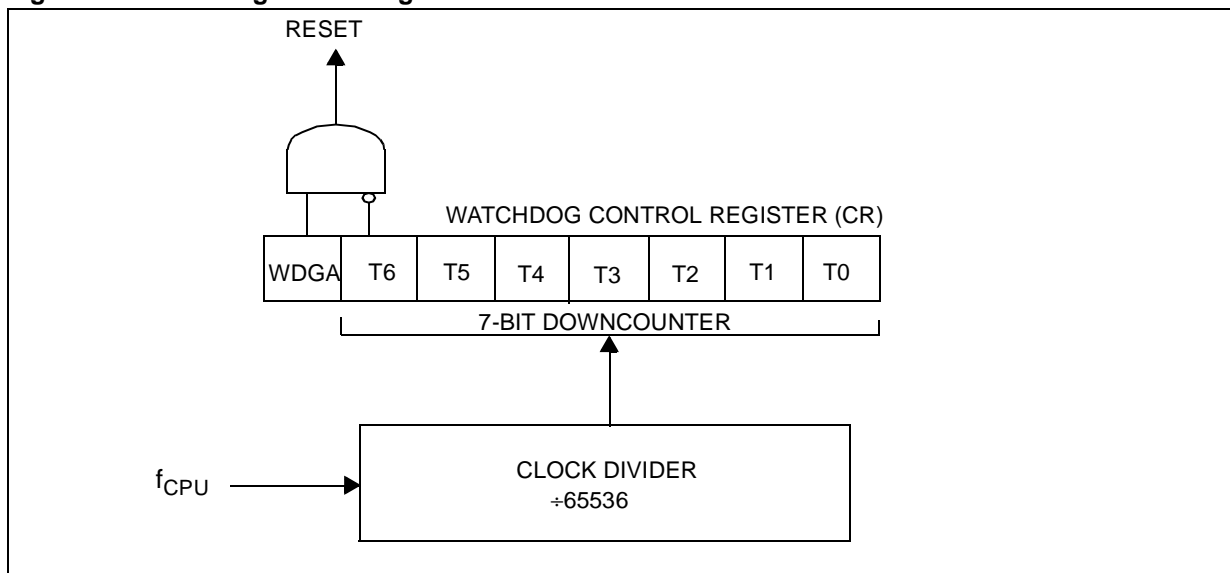 RESET
WATCHDOG CONTROL REGISTER (CR)
WDGA T6 T5 T4 T3 T2 T1 T0
7-BIT DOWNCOUNTER
fCPU
CLOCK DIVIDER
÷65536